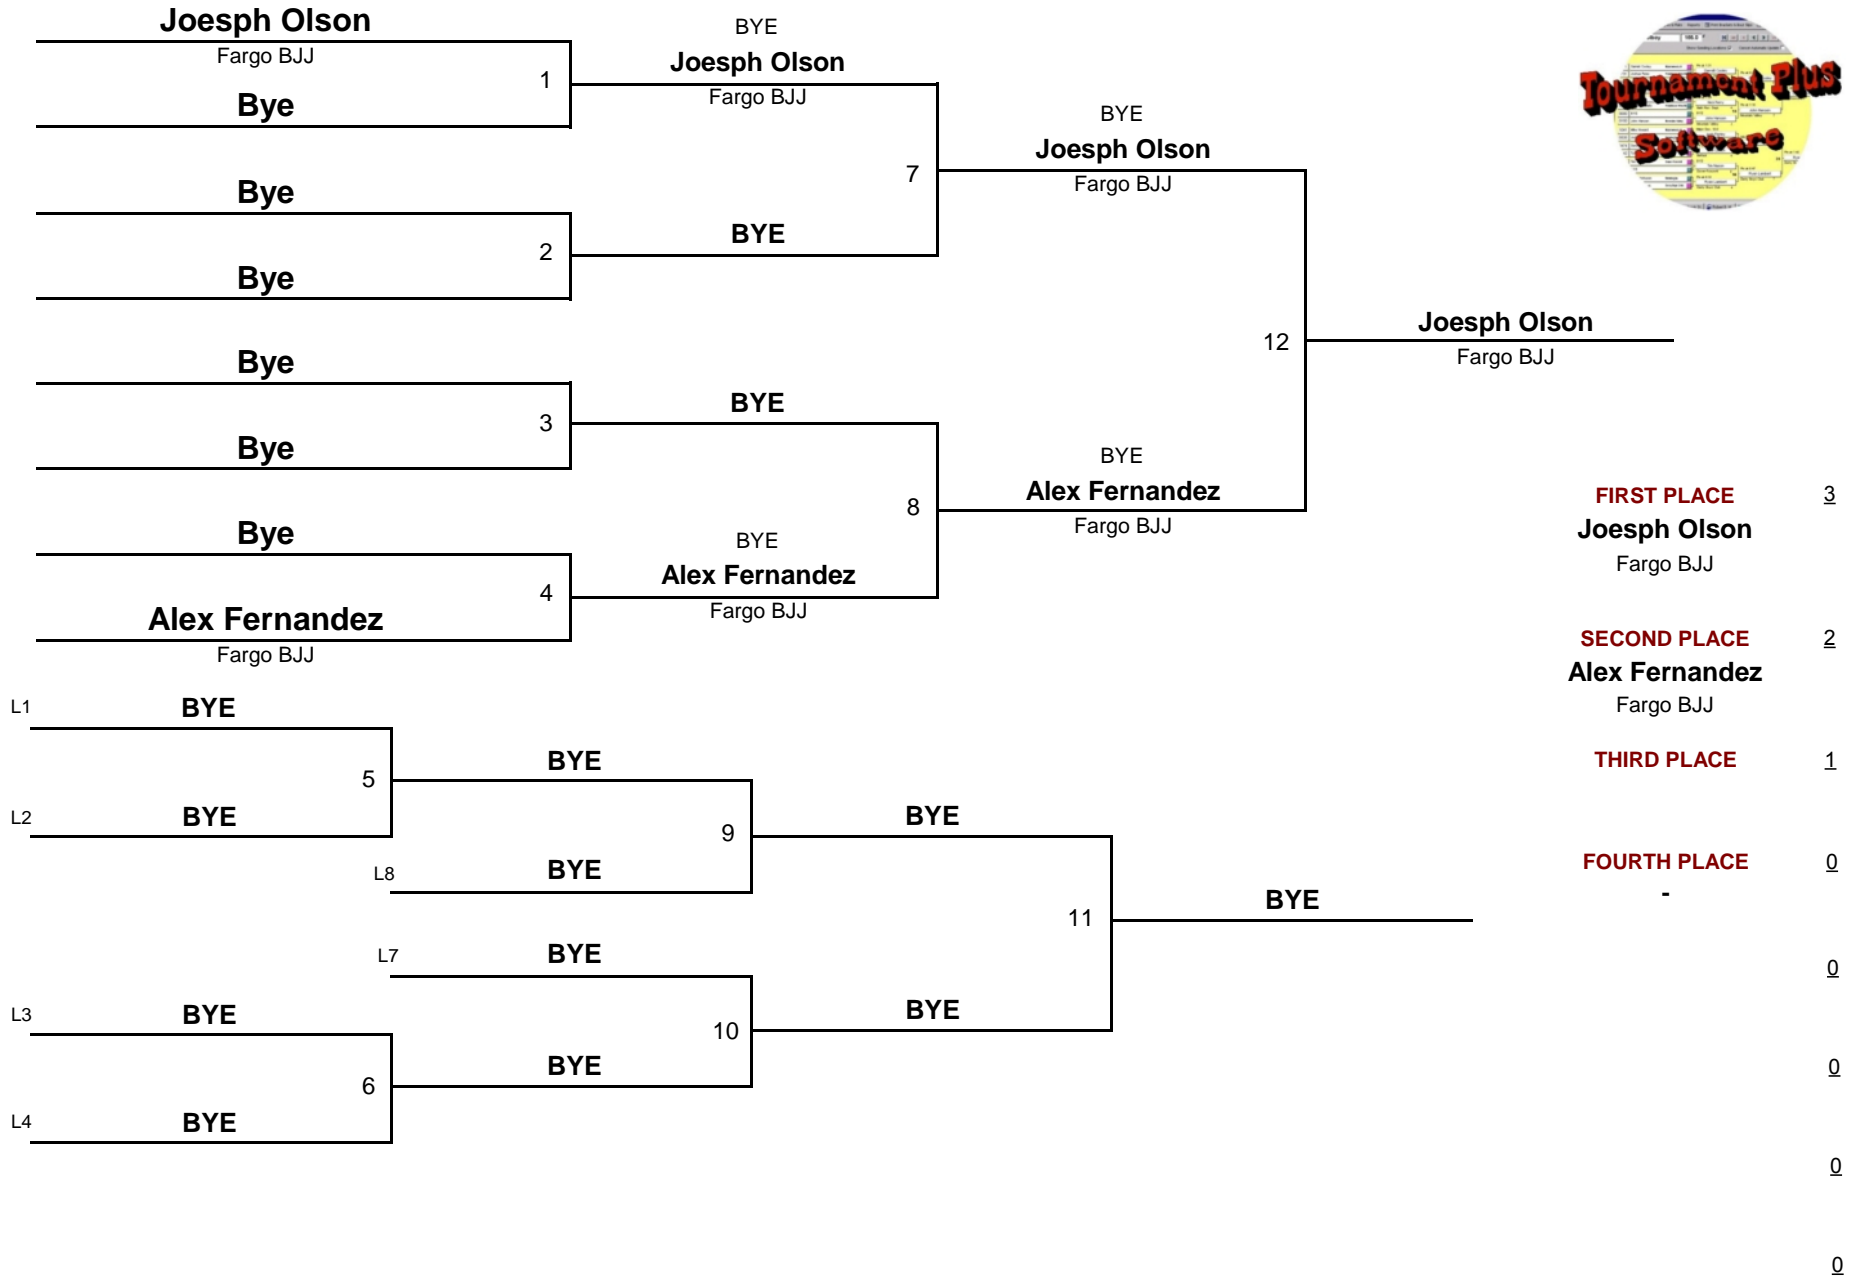 Joesph Olson
Fargo BJJ
1
Bye
BYE
Joesph Olson
Fargo BJJ
7
Bye
2
BYE
Bye
BYE
Joesph Olson
Fargo BJJ
12
Joesph Olson
Fargo BJJ
Bye
3
BYE
Bye
8
BYE
Alex Fernandez
Fargo BJJ
Bye
4
BYE
Alex Fernandez
Fargo BJJ
Alex Fernandez
Fargo BJJ
Tournament Plus
Software
FIRST PLACE 3
Joesph Olson
Fargo BJJ
SECOND PLACE 2
Alex Fernandez
Fargo BJJ
THIRD PLACE 1
FOURTH PLACE 0
-
0
0
0
0
L1 BYE
5
BYE
L2 BYE
9
BYE
L8 BYE
11
BYE
L7 BYE
L3 BYE
10
BYE
6
BYE
L4 BYE